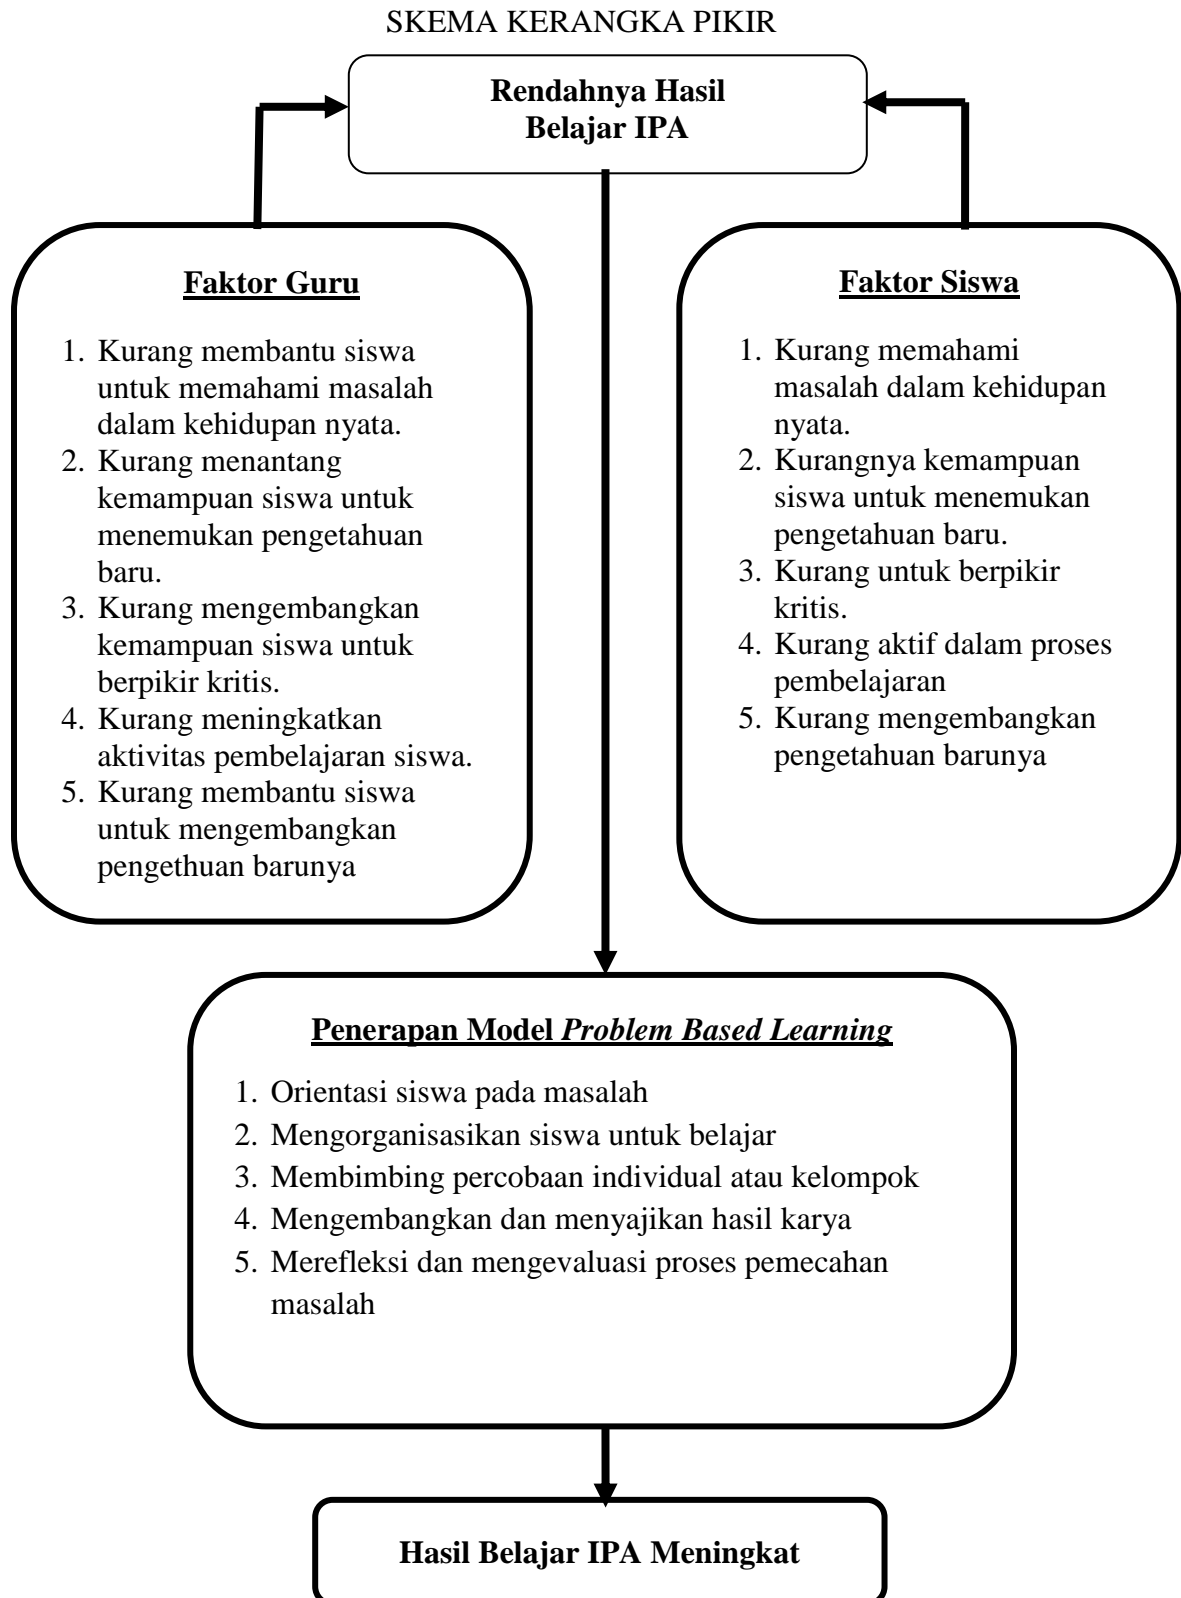 SKEMA KERANGKA PIKIR
Rendahnya Hasil
Belajar IPA
Faktor Guru
1. Kurang membantu siswa
untuk memahami masalah
dalam kehidupan nyata.
2. Kurang menantang
kemampuan siswa untuk
menemukan pengetahuan
baru.
3. Kurang mengembangkan
kemampuan siswa untuk
berpikir kritis.
4. Kurang meningkatkan
aktivitas pembelajaran siswa.
5. Kurang membantu siswa
untuk mengembangkan
pengethuan barunya
Faktor Siswa
1. Kurang memahami
masalah dalam kehidupan
nyata.
2. Kurangnya kemampuan
siswa untuk menemukan
pengetahuan baru.
3. Kurang untuk berpikir
kritis.
4. Kurang aktif dalam proses
pembelajaran
5. Kurang mengembangkan
pengetahuan barunya
Penerapan Model Problem Based Learning
1. Orientasi siswa pada masalah
2. Mengorganisasikan siswa untuk belajar
3. Membimbing percobaan individual atau kelompok
4. Mengembangkan dan menyajikan hasil karya
5. Merefleksi dan mengevaluasi proses pemecahan
masalah
Hasil Belajar IPA Meningkat